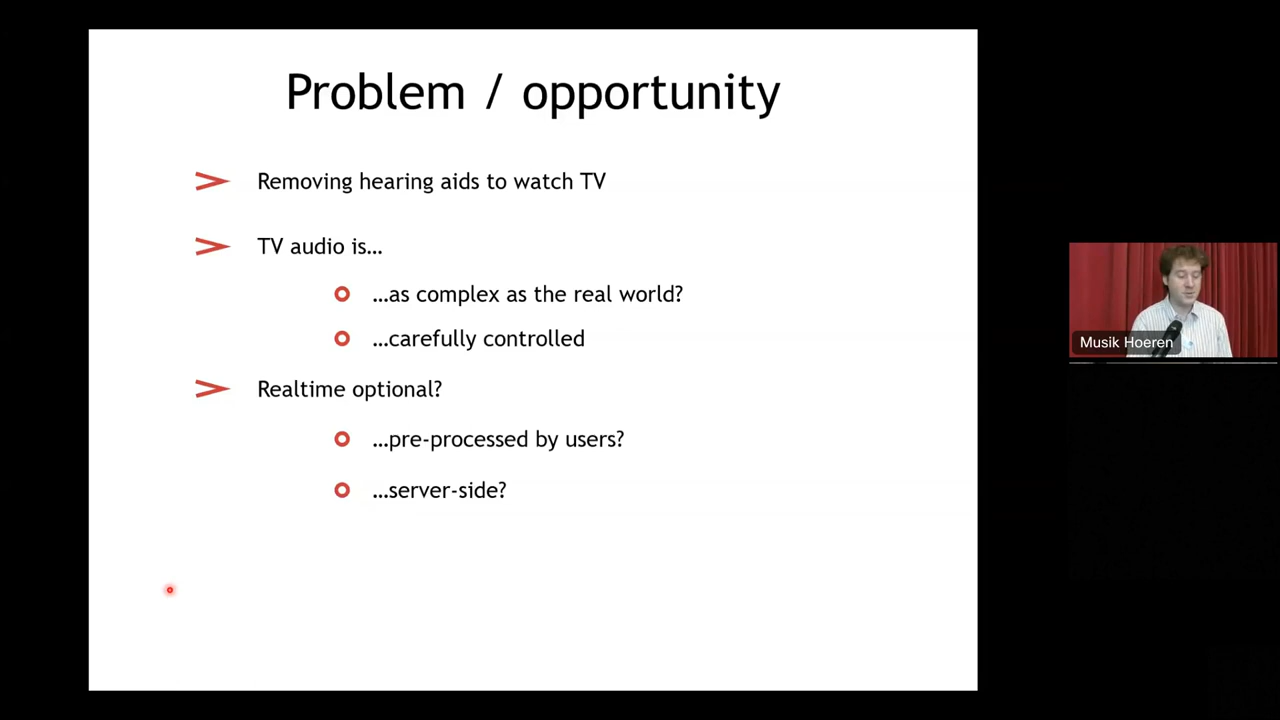 Problem / opportunity
Removing hearing aids to watch TV
TV audio is…
…as complex as the real world?
…carefully controlled
Realtime optional?
…pre-processed by users?
…server-side?
Musik Hoeren